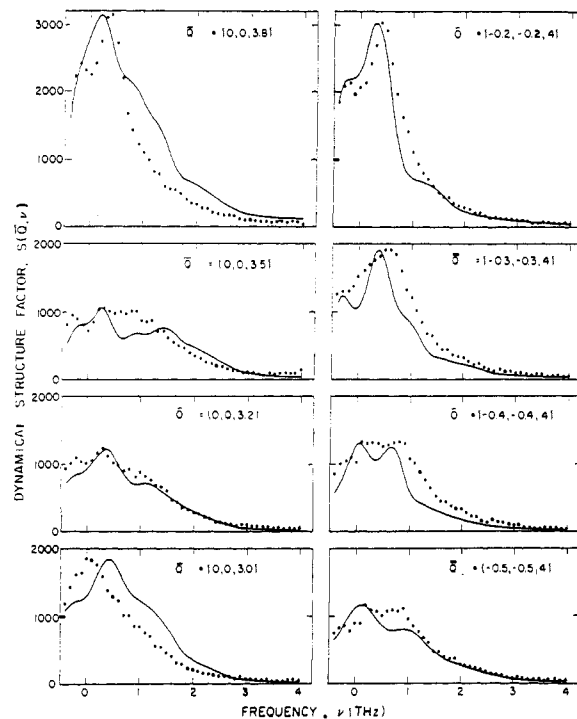 Q̄ = [0,0,3.8]
Q̄ = [-0.2,-0.2,4]
3000
2000
1000
0
Q̄ = [0,0,3.5]
Q̄ = [-0.3,-0.3,4]
2000
1000
0
Q̄ = [0,0,3.2]
Q̄ = [-0.4,-0.4,4]
2000
1000
0
Q̄ = [0,0,3.0]
Q̄ = [-0.5,-0.5,4]
2000
1000
0
0 1 2 3 4 0 1 2 3 4
DYNAMICAL STRUCTURE FACTOR, S(Q̄,ν)
FREQUENCY, ν(THz)